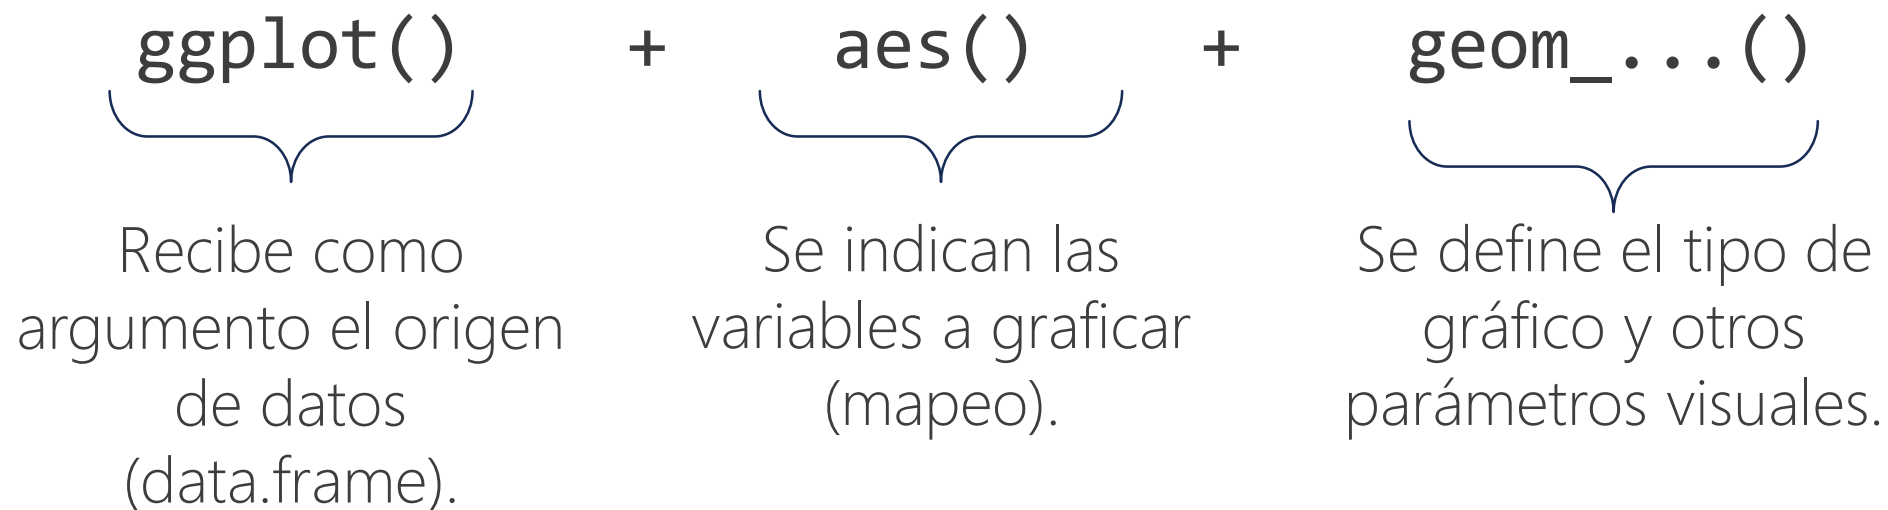 ggplot() + aes() + geom_...()
Recibe como
argumento el origen
de datos
(data.frame).
Se indican las
variables a graficar
(mapeo).
Se define el tipo de
gráfico y otros
parámetros visuales.